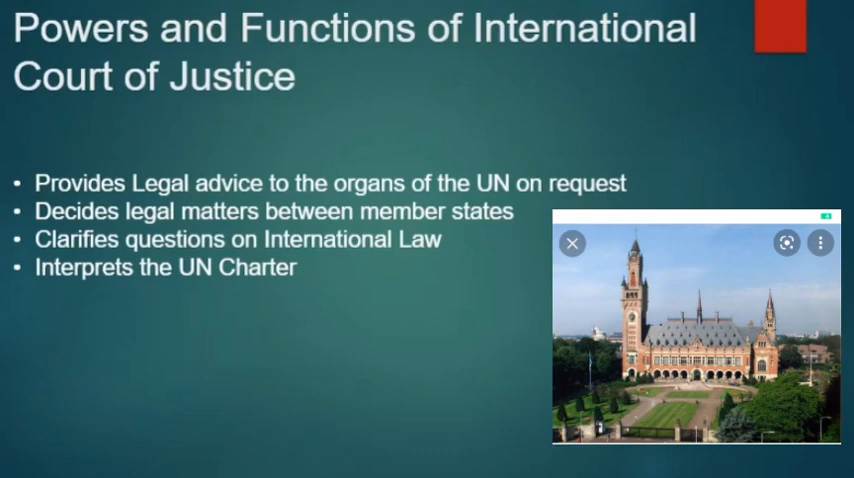 Powers and Functions of International
Court of Justice
• Provides Legal advice to the organs of the UN on request
• Decides legal matters between member states
• Clarifies questions on International Law
• Interprets the UN Charter